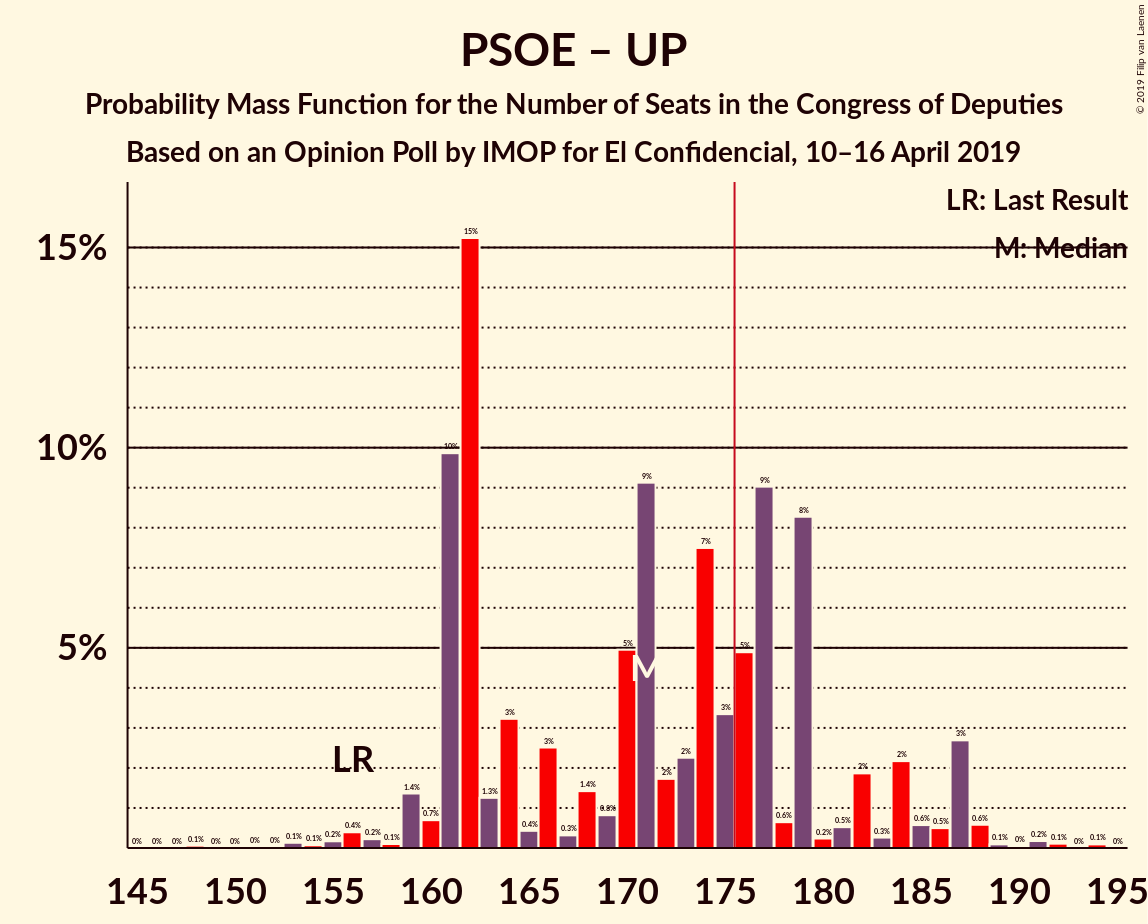 PSOE – UP
Probability Mass Function for the Number of Seats in the Congress of Deputies
Based on an Opinion Poll by IMOP for El Confidencial, 10–16 April 2019
© 2019 Filip van Laenen
LR: Last Result
M: Median
15%
10%
5%
0% 0% 0% 0.1% 0% 0% 0% 0% 0.1% 0.1% 0.2% 0.4% 0.2% 0.1% 1.4% 0.7% 10% 15% 1.3% 3% 0.4% 3% 0.3% 1.4% 0.8% 5% 9% 2% 2% 7% 3% 5% 9% 0.6% 8% 0.2% 0.5% 2% 0.3% 2% 0.6% 0.5% 3% 0.6% 0.1% 0% 0.2% 0.1% 0% 0.1% 0%
LR
M
145 150 155 160 165 170 175 180 185 190 195